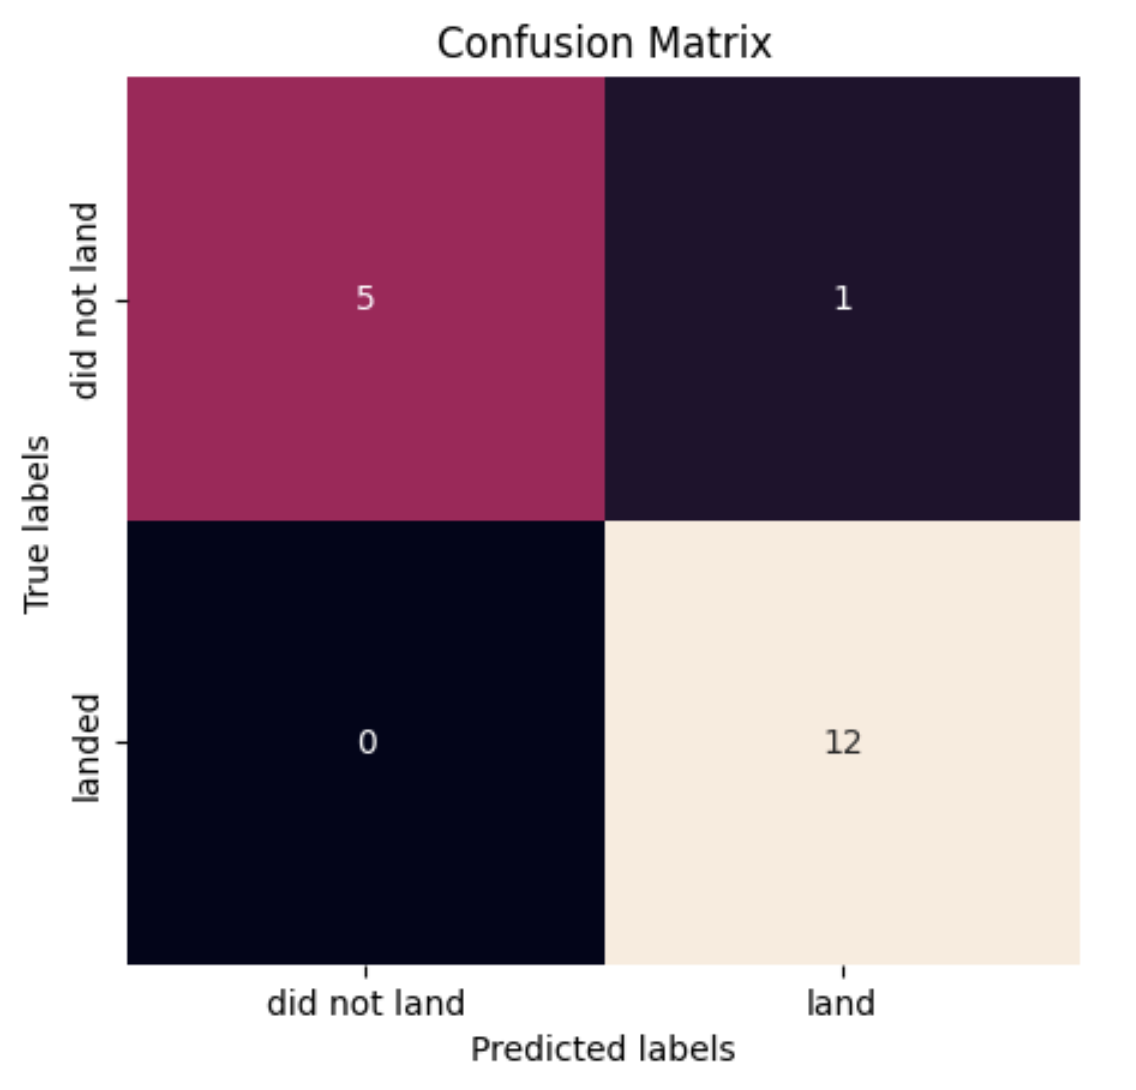 Confusion Matrix
True labels
did not land
5
1
landed
0
12
did not land
land
Predicted labels